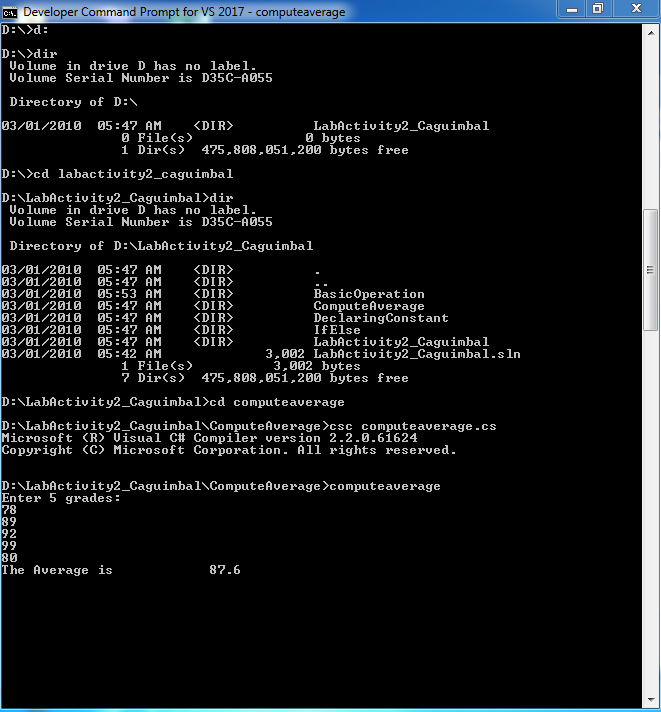 Developer Command Prompt for VS 2017 - computeaverage
D:\>d:
D:\>dir
Volume in drive D has no label.
Volume Serial Number is D35C-A055
Directory of D:\
03/01/2010 05:47 AM <DIR> LabActivity2_Caguimbal
0 File(s) 0 bytes
1 Dir(s) 475,808,051,200 bytes free
D:\>cd labactivity2_caguimbal
D:\LabActivity2_Caguimbal>dir
Volume in drive D has no label.
Volume Serial Number is D35C-A055
Directory of D:\LabActivity2_Caguimbal
03/01/2010 05:47 AM <DIR> .
03/01/2010 05:47 AM <DIR> ..
03/01/2010 05:53 AM <DIR> BasicOperation
03/01/2010 05:47 AM <DIR> ComputeAverage
03/01/2010 05:47 AM <DIR> DeclaringConstant
03/01/2010 05:47 AM <DIR> IfElse
03/01/2010 05:47 AM <DIR> LabActivity2_Caguimbal
03/01/2010 05:42 AM 3,002 LabActivity2_Caguimbal.sln
1 File(s) 3,002 bytes
7 Dir(s) 475,808,051,200 bytes free
D:\LabActivity2_Caguimbal>cd computeaverage
D:\LabActivity2_Caguimbal\ComputeAverage>csc computeaverage.cs
Microsoft (R) Visual C# Compiler version 2.2.0.61624
Copyright (C) Microsoft Corporation. All rights reserved.
D:\LabActivity2_Caguimbal\ComputeAverage>computeaverage
Enter 5 grades:
78
89
92
99
80
The Average is 87.6